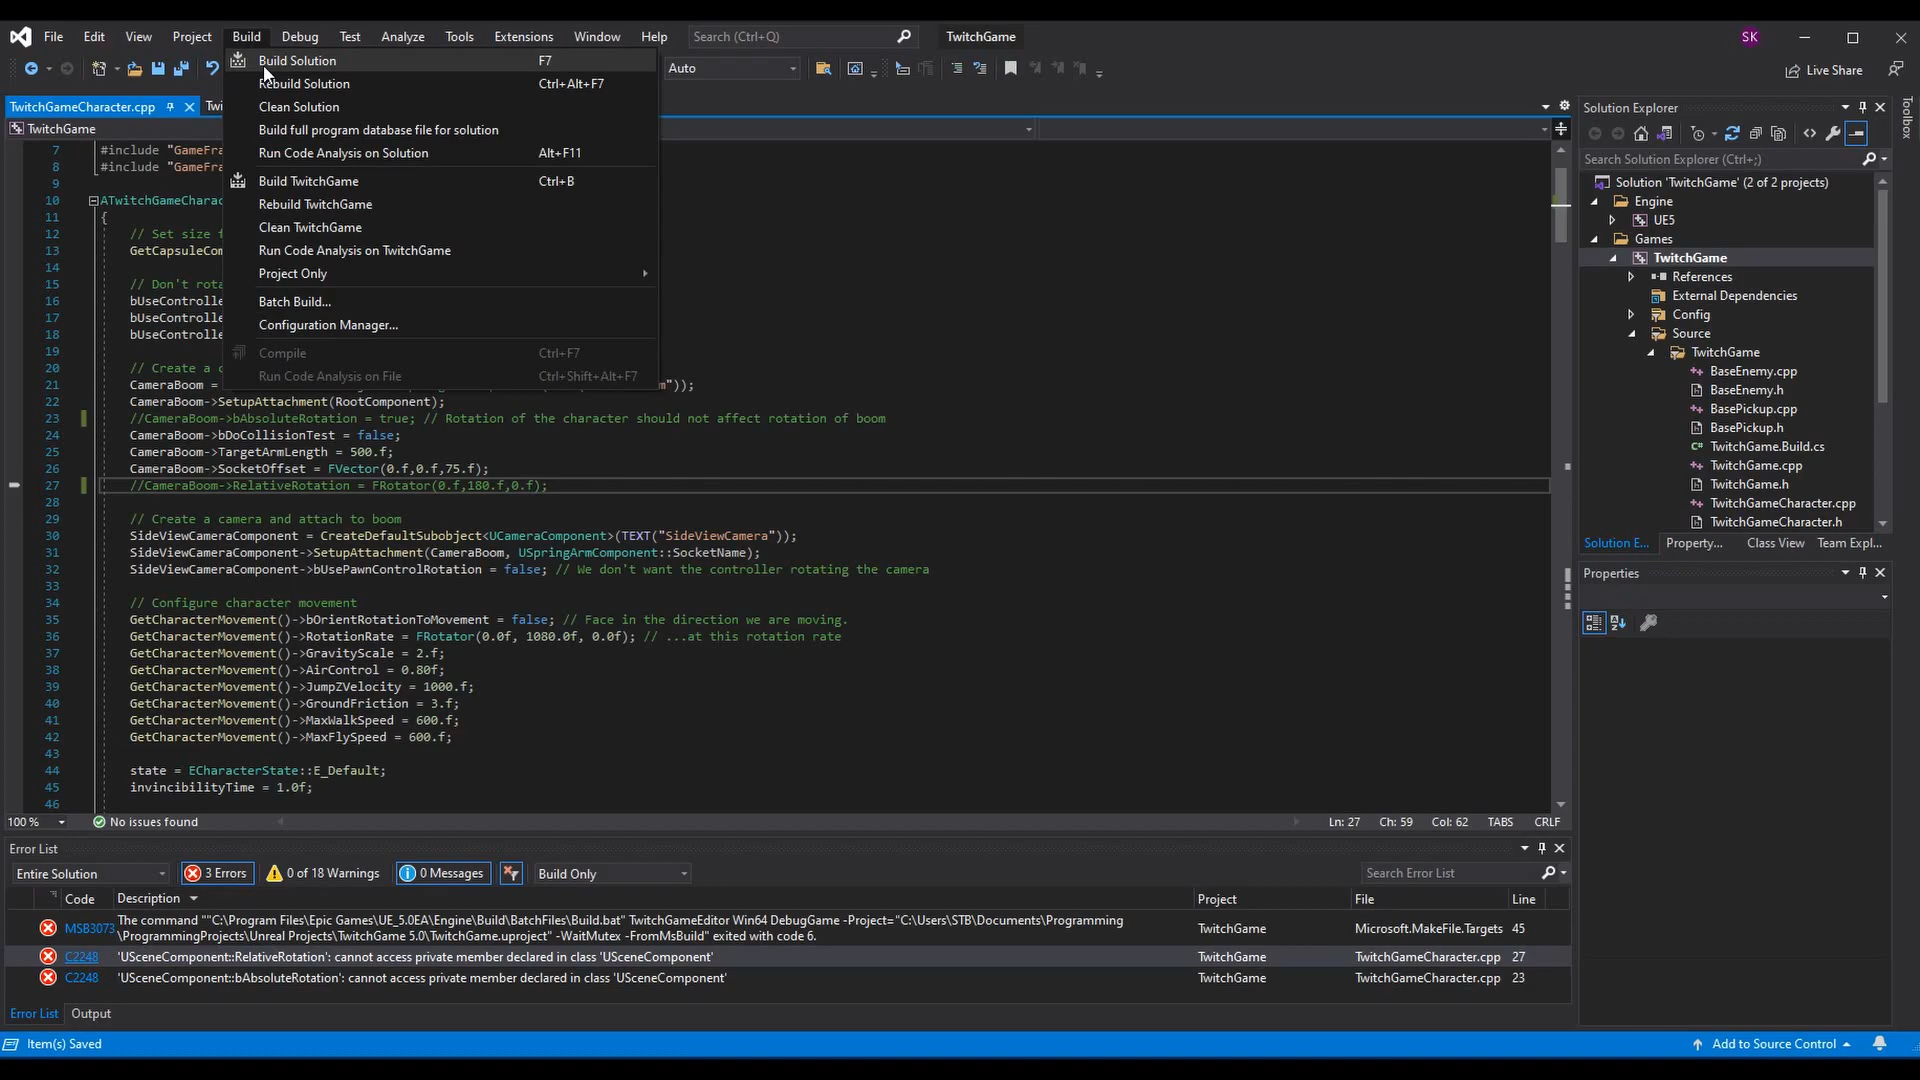 File Edit View Project Build Debug Test Analyze Tools Extensions Window Help Search (Ctrl+Q) TwitchGame SK
Auto Live Share
Build Solution F7
Rebuild Solution Ctrl+Alt+F7
Clean Solution
Build full program database file for solution
Run Code Analysis on Solution Alt+F11
Build TwitchGame Ctrl+B
Rebuild TwitchGame
Clean TwitchGame
Run Code Analysis on TwitchGame
Project Only
Batch Build...
Configuration Manager...
Compile Ctrl+F7
Run Code Analysis on File Ctrl+Shift+Alt+F7
TwitchGameCharacter.cpp
TwitchGame
7 #include "GameFra
8 #include "GameFra
9
10 ATwitchGameCharac
11 {
12 // Set size f
13 GetCapsuleCom
14
15 // Don't rota
16 bUseControlle
17 bUseControlle
18 bUseControlle
19
20 // Create a c
21 CameraBoom = m"));
22 CameraBoom->SetupAttachment(RootComponent);
23 //CameraBoom->bAbsoluteRotation = true; // Rotation of the character should not affect rotation of boom
24 CameraBoom->bDoCollisionTest = false;
25 CameraBoom->TargetArmLength = 500.f;
26 CameraBoom->SocketOffset = FVector(0.f,0.f,75.f);
27 //CameraBoom->RelativeRotation = FRotator(0.f,180.f,0.f);
28
29 // Create a camera and attach to boom
30 SideViewCameraComponent = CreateDefaultSubobject<UCameraComponent>(TEXT("SideViewCamera"));
31 SideViewCameraComponent->SetupAttachment(CameraBoom, USpringArmComponent::SocketName);
32 SideViewCameraComponent->bUsePawnControlRotation = false; // We don't want the controller rotating the camera
33
34 // Configure character movement
35 GetCharacterMovement()->bOrientRotationToMovement = false; // Face in the direction we are moving.
36 GetCharacterMovement()->RotationRate = FRotator(0.0f, 1080.0f, 0.0f); // ...at this rotation rate
37 GetCharacterMovement()->GravityScale = 2.f;
38 GetCharacterMovement()->AirControl = 0.80f;
39 GetCharacterMovement()->JumpZVelocity = 1000.f;
40 GetCharacterMovement()->GroundFriction = 3.f;
41 GetCharacterMovement()->MaxWalkSpeed = 600.f;
42 GetCharacterMovement()->MaxFlySpeed = 600.f;
43
44 state = ECharacterState::E_Default;
45 invincibilityTime = 1.0f;
46
100 % No issues found Ln: 27 Ch: 59 Col: 62 TABS CRLF
Solution Explorer
Search Solution Explorer (Ctrl+;)
Solution 'TwitchGame' (2 of 2 projects)
Engine
UE5
Games
TwitchGame
References
External Dependencies
Config
Source
TwitchGame
BaseEnemy.cpp
BaseEnemy.h
BasePickup.cpp
BasePickup.h
TwitchGame.Build.cs
TwitchGame.cpp
TwitchGame.h
TwitchGameCharacter.cpp
TwitchGameCharacter.h
Solution E... Property... Class View Team Expl...
Properties
Toolbox
Error List
Entire Solution 3 Errors 0 of 18 Warnings 0 Messages Build Only Search Error List
Code Description Project File Line
MSB3073 The command ""C:\Program Files\Epic Games\UE_5.0EA\Engine\Build\BatchFiles\Build.bat" TwitchGameEditor Win64 DebugGame -Project="C:\Users\STB\Documents\Programming
\ProgrammingProjects\Unreal Projects\TwitchGame 5.0\TwitchGame.uproject" -WaitMutex -FromMsBuild" exited with code 6. TwitchGame Microsoft.MakeFile.Targets 45
C2248 'USceneComponent::RelativeRotation': cannot access private member declared in class 'USceneComponent' TwitchGame TwitchGameCharacter.cpp 27
C2248 'USceneComponent::bAbsoluteRotation': cannot access private member declared in class 'USceneComponent' TwitchGame TwitchGameCharacter.cpp 23
Error List Output
Item(s) Saved Add to Source Control